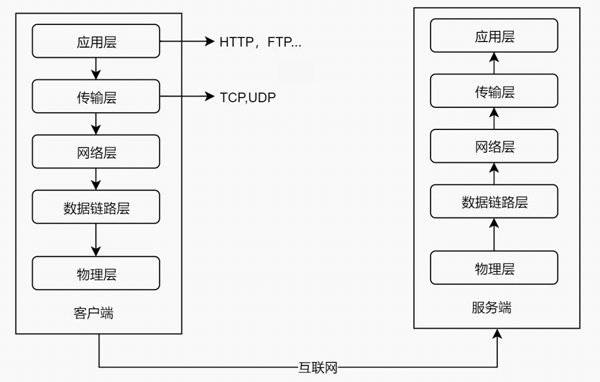 应用层
HTTP，FTP...
传输层
TCP,UDP
网络层
数据链路层
物理层
客户端
应用层
传输层
网络层
数据链路层
物理层
服务端
互联网